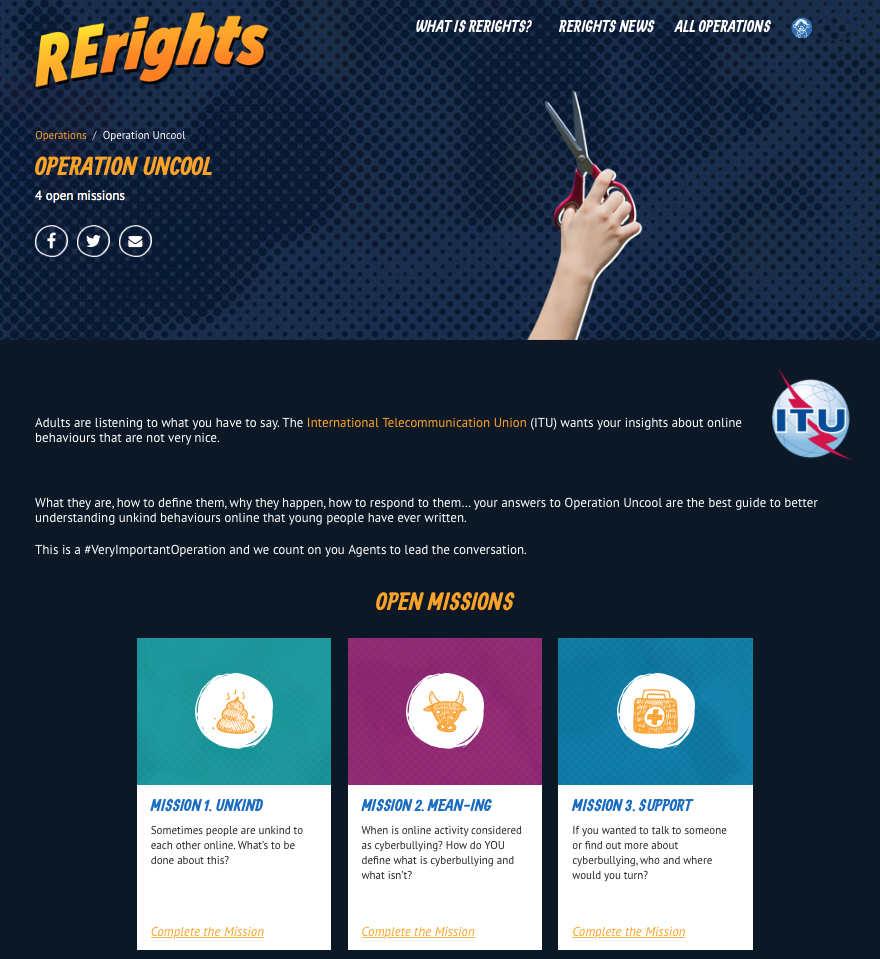 RErights
WHAT IS RERIGHTS?
RERIGHTS NEWS
ALL OPERATIONS
Operations / Operation Uncool
OPERATION UNCOOL
4 open missions
Adults are listening to what you have to say. The International Telecommunication Union (ITU) wants your insights about online
behaviours that are not very nice.
ITU
What they are, how to define them, why they happen, how to respond to them... your answers to Operation Uncool are the best guide to better
understanding unkind behaviours online that young people have ever written.
This is a #VeryImportantOperation and we count on you Agents to lead the conversation.
OPEN MISSIONS
MISSION 1. UNKIND
Sometimes people are unkind to
each other online. What's to be
done about this?
Complete the Mission
MISSION 2. MEAN-ING
When is online activity considered
as cyberbullying? How do YOU
define what is cyberbullying and
what isn't?
Complete the Mission
MISSION 3. SUPPORT
If you wanted to talk to someone
or find out more about
cyberbullying, who and where
would you turn?
Complete the Mission